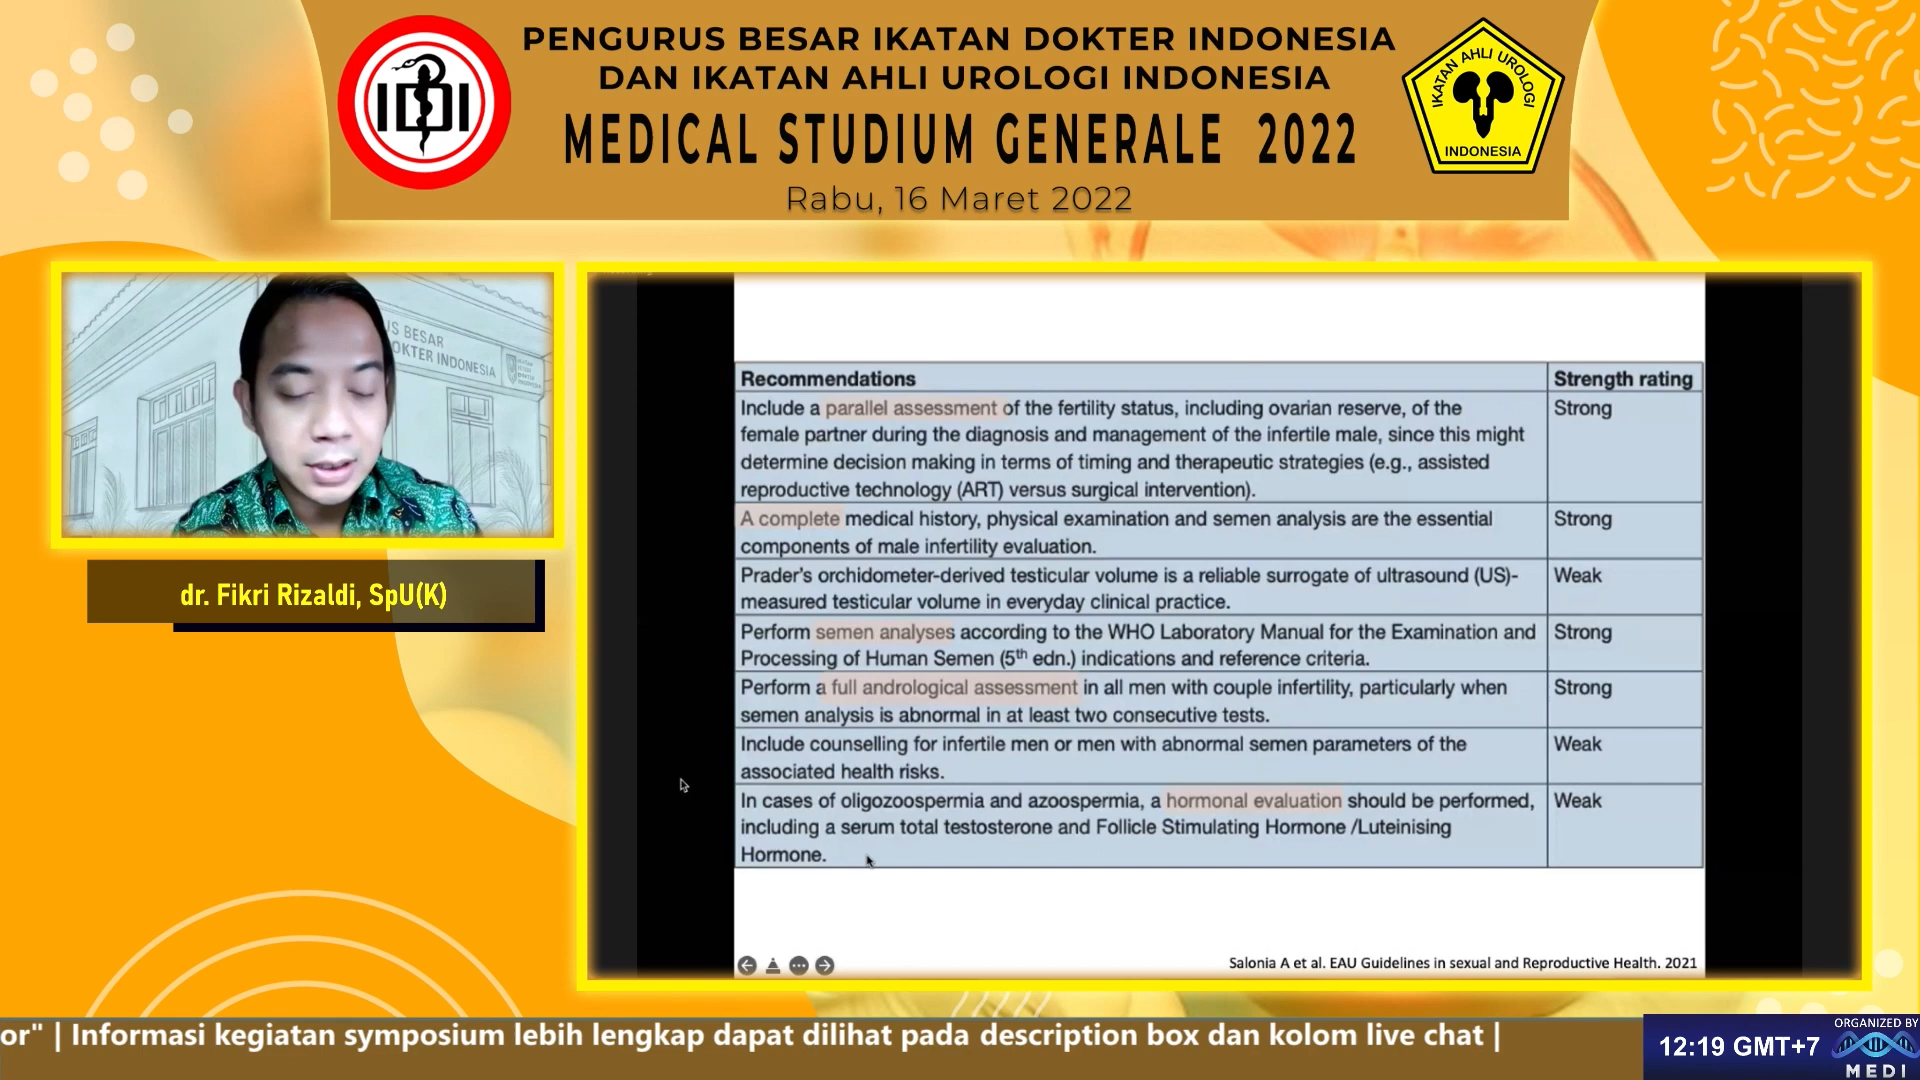 PENGURUS BESAR IKATAN DOKTER INDONESIA
DAN IKATAN AHLI UROLOGI INDONESIA
MEDICAL STUDIUM GENERALE 2022
Rabu, 16 Maret 2022
IDI
IKATAN AHLI UROLOGI
INDONESIA
US BESAR
OKTER INDONESIA
dr. Fikri Rizaldi, SpU(K)
Recommendations
Strength rating
Include a parallel assessment of the fertility status, including ovarian reserve, of the
female partner during the diagnosis and management of the infertile male, since this might
determine decision making in terms of timing and therapeutic strategies (e.g., assisted
reproductive technology (ART) versus surgical intervention).
Strong
A complete medical history, physical examination and semen analysis are the essential
components of male infertility evaluation.
Strong
Prader's orchidometer-derived testicular volume is a reliable surrogate of ultrasound (US)-
measured testicular volume in everyday clinical practice.
Weak
Perform semen analyses according to the WHO Laboratory Manual for the Examination and
Processing of Human Semen (5th edn.) indications and reference criteria.
Strong
Perform a full andrological assessment in all men with couple infertility, particularly when
semen analysis is abnormal in at least two consecutive tests.
Strong
Include counselling for infertile men or men with abnormal semen parameters of the
associated health risks.
Weak
In cases of oligozoospermia and azoospermia, a hormonal evaluation should be performed,
including a serum total testosterone and Follicle Stimulating Hormone /Luteinising
Hormone.
Weak
Salonia A et al. EAU Guidelines in sexual and Reproductive Health. 2021
or" | Informasi kegiatan symposium lebih lengkap dapat dilihat pada description box dan kolom live chat |
12:19 GMT+7
ORGANIZED BY
MEDI